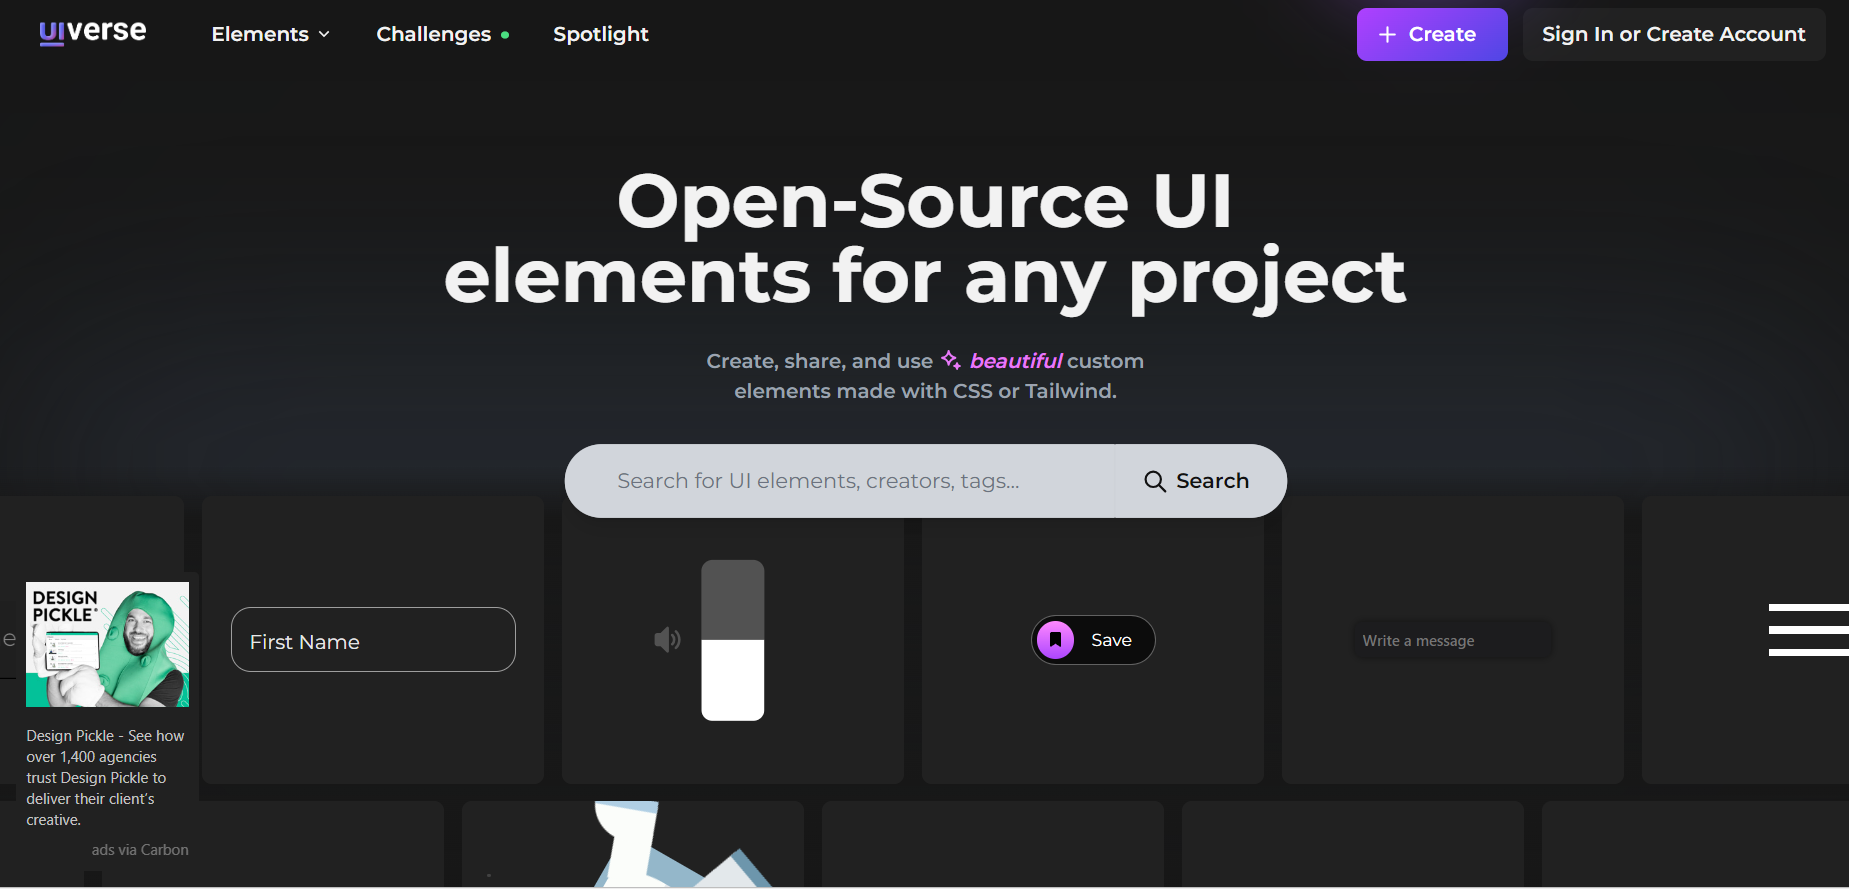 uiverse
Elements
Challenges
Spotlight
Create
Sign In or Create Account
Open-Source UI
elements for any project
Create, share, and use beautiful custom
elements made with CSS or Tailwind.
Search for UI elements, creators, tags...
Search
e
DESIGN
PICKLE
Design Pickle - See how
over 1,400 agencies
trust Design Pickle to
deliver their client's
creative.
ads via Carbon
First Name
Save
Write a message